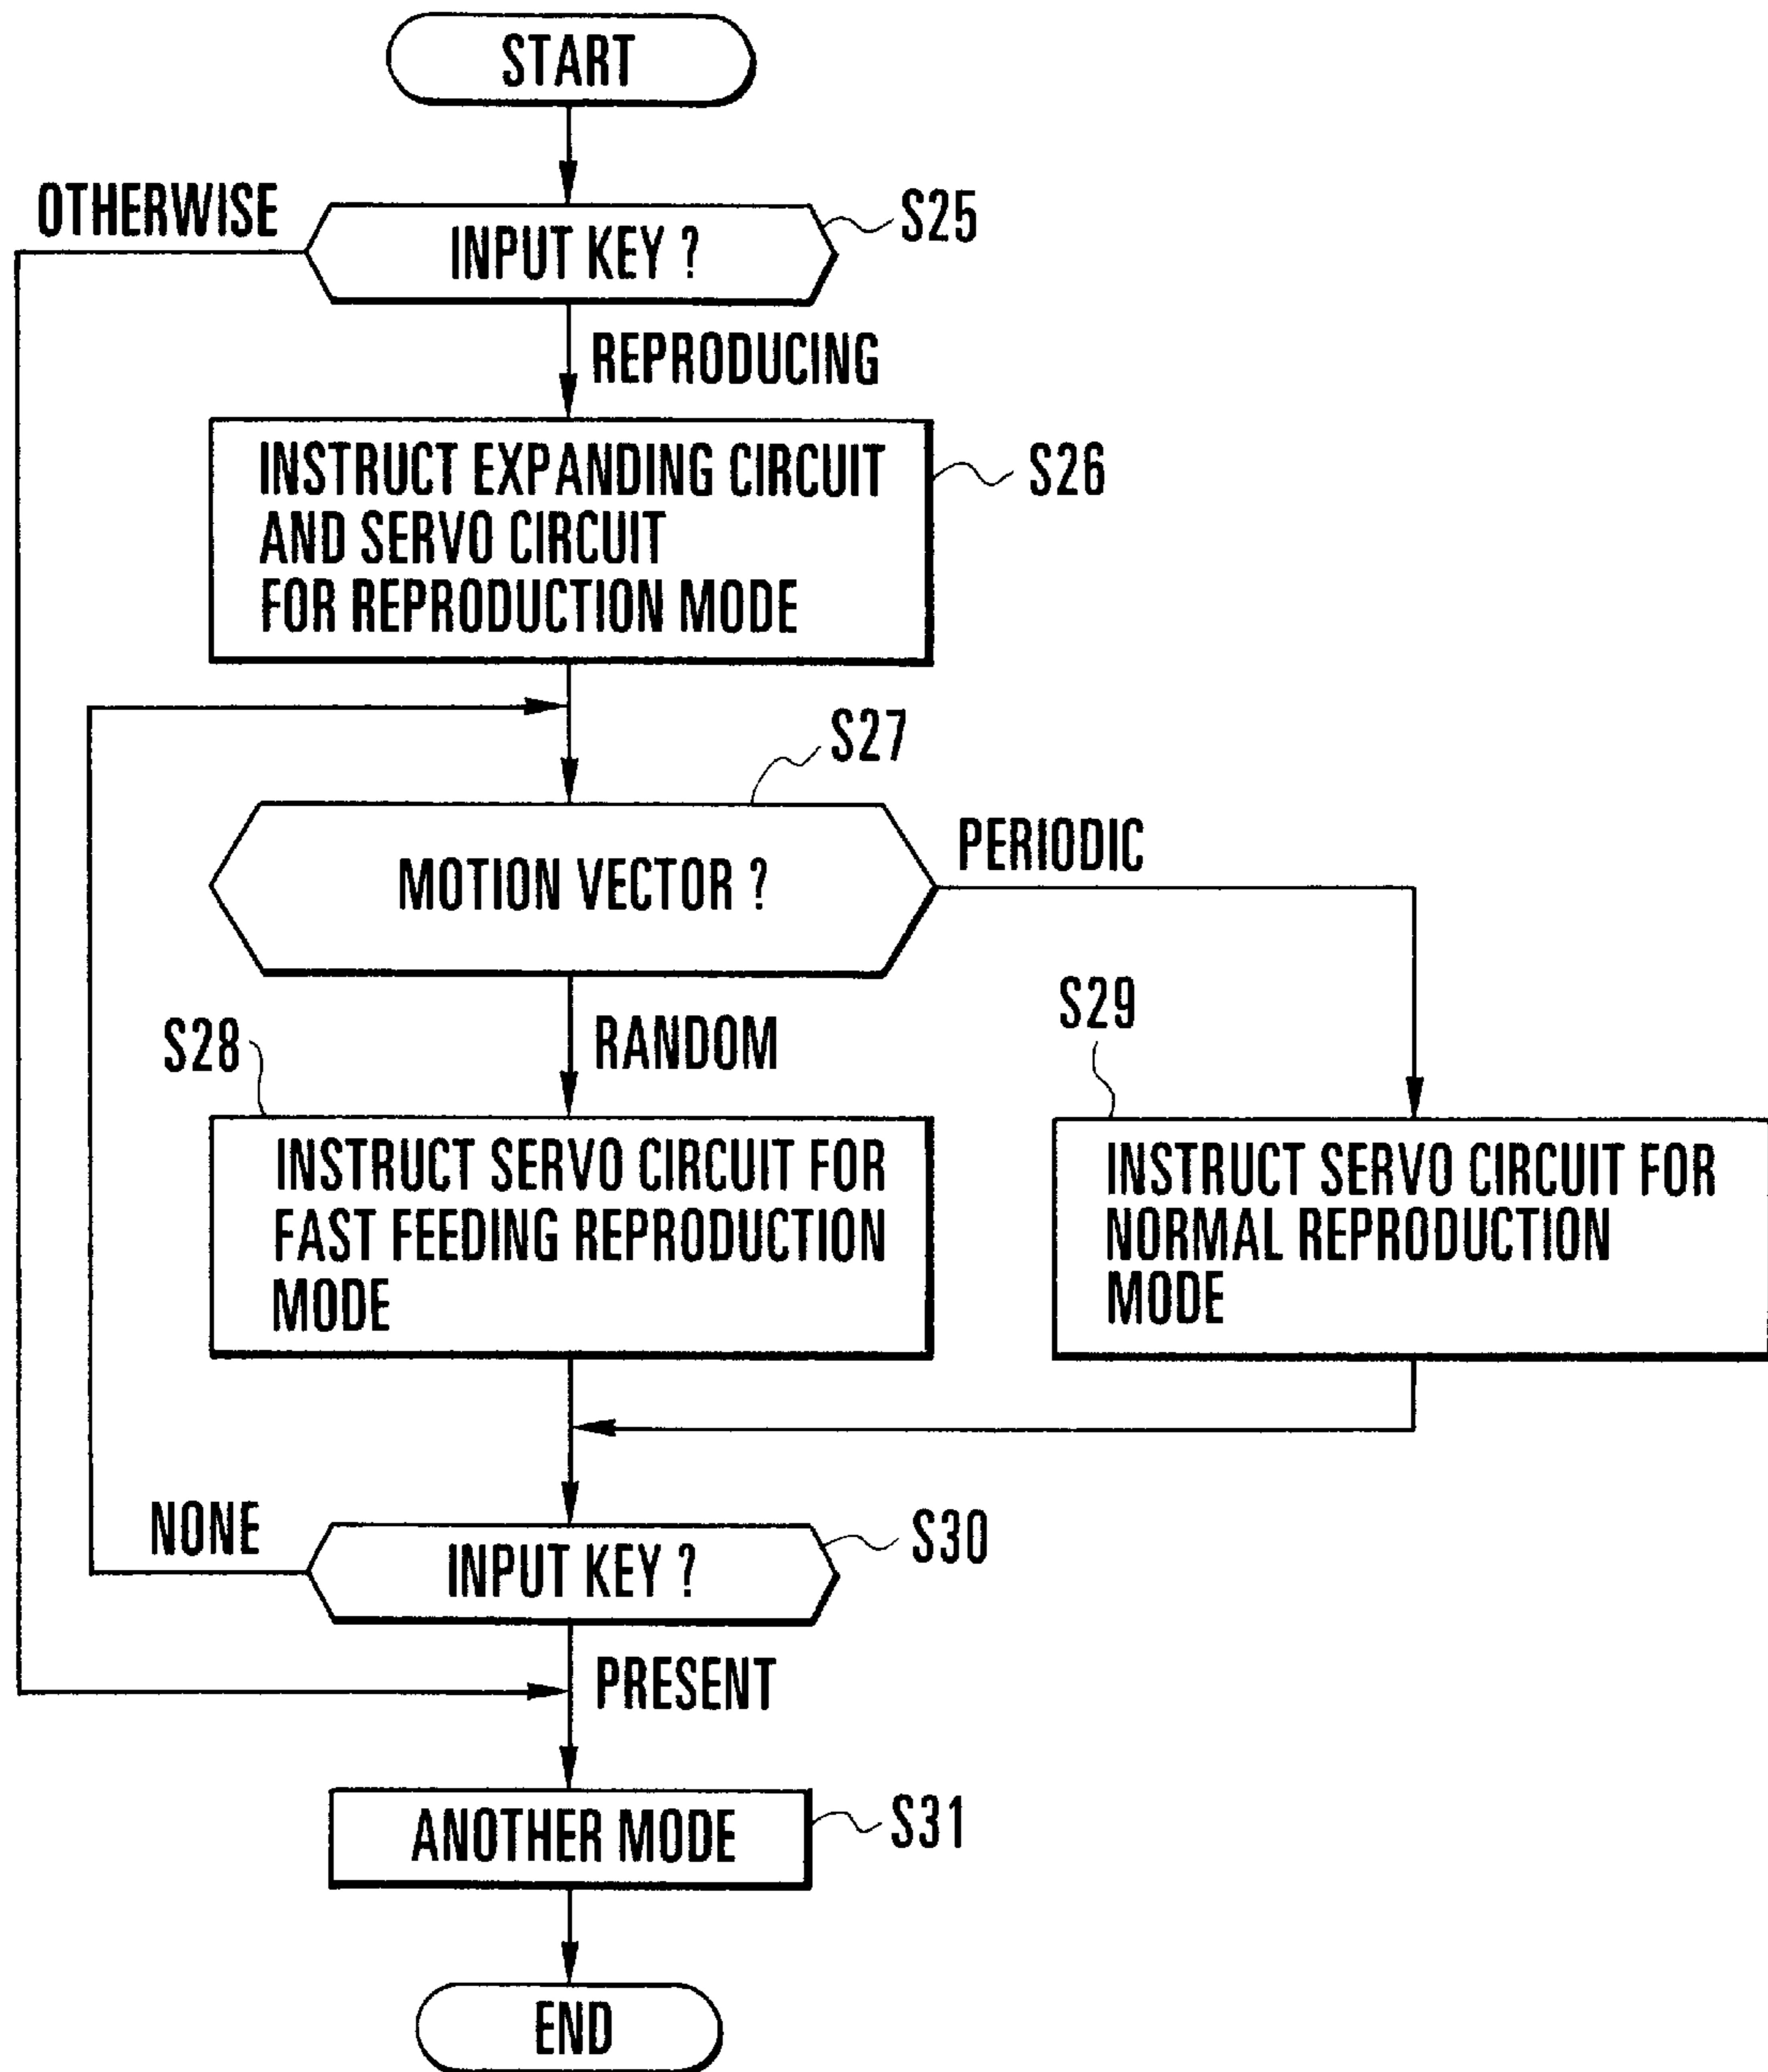 START
OTHERWISE
INPUT KEY ?
S25
REPRODUCING
INSTRUCT EXPANDING CIRCUIT
AND SERVO CIRCUIT
FOR REPRODUCTION MODE
S26
S27
MOTION VECTOR ?
PERIODIC
S28
RANDOM
S29
INSTRUCT SERVO CIRCUIT FOR
FAST FEEDING REPRODUCTION
MODE
INSTRUCT SERVO CIRCUIT FOR
NORMAL REPRODUCTION
MODE
NONE
INPUT KEY ?
S30
PRESENT
ANOTHER MODE
S31
END